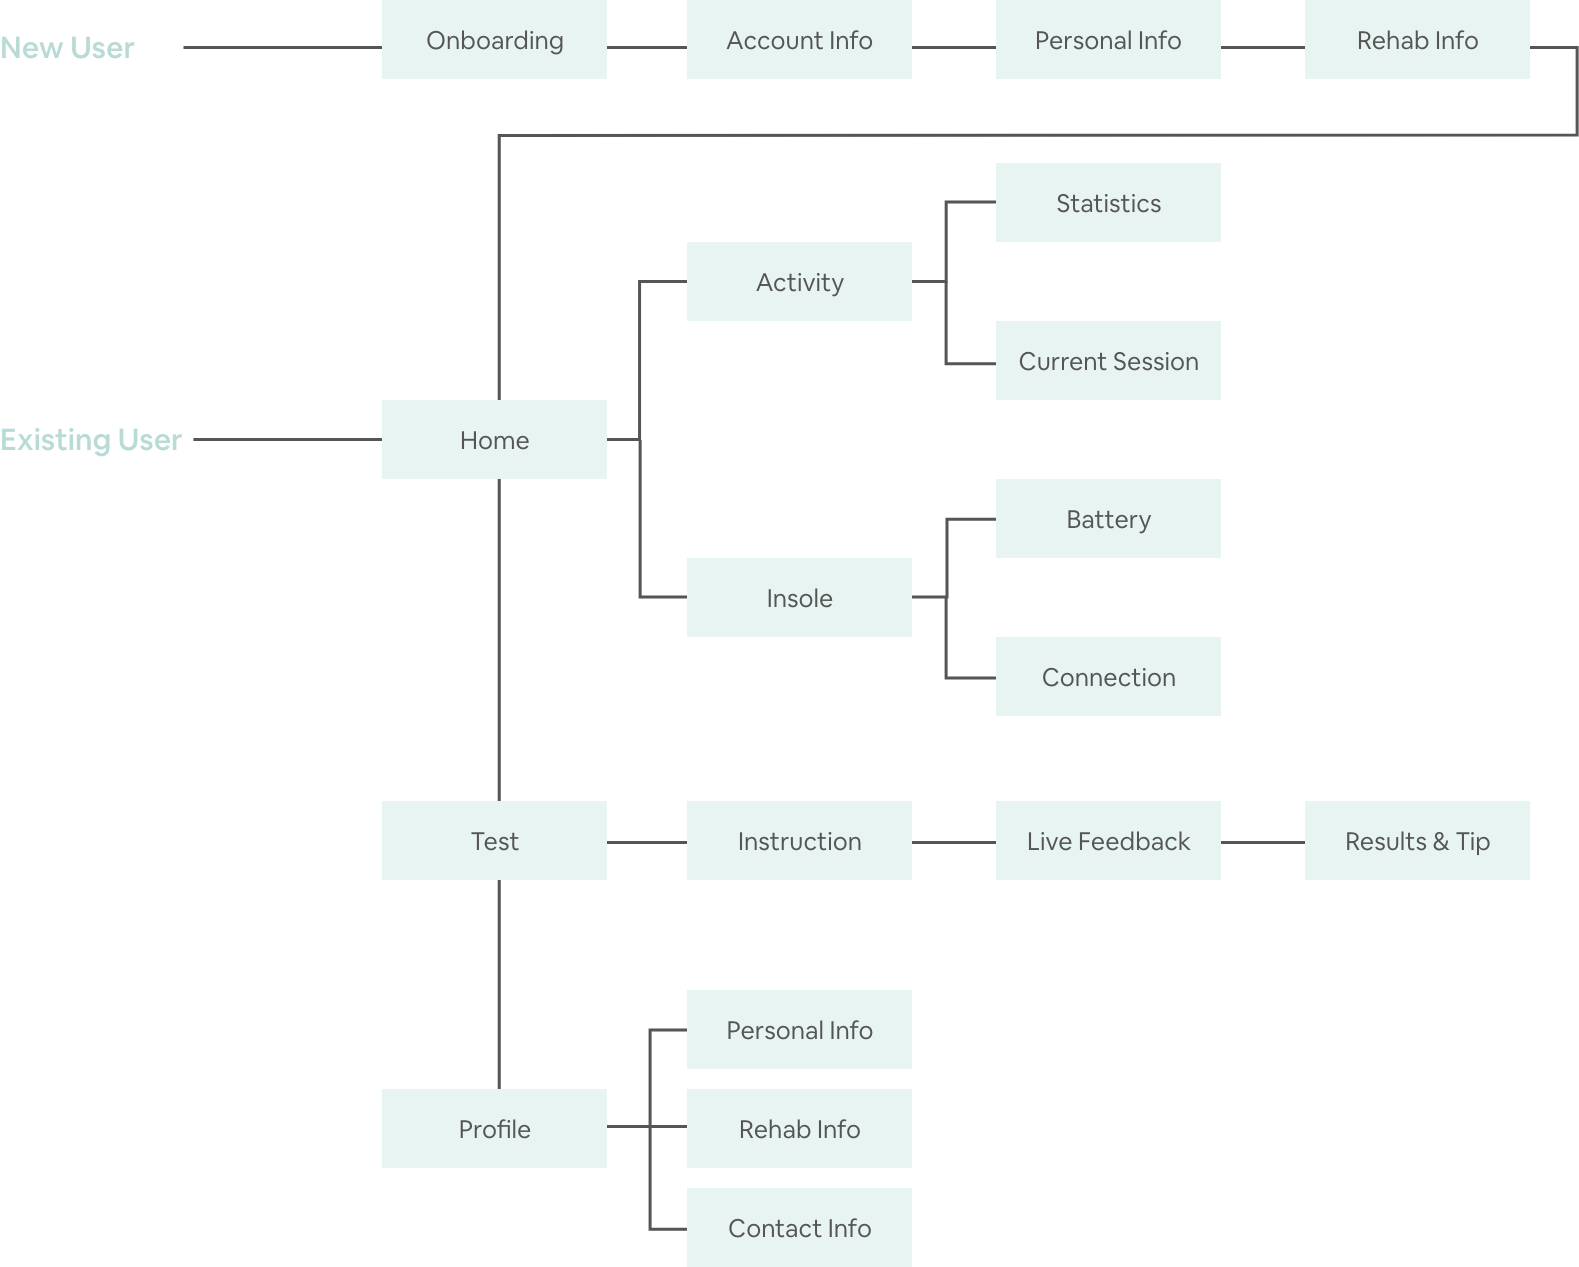 New User
Onboarding
Account Info
Personal Info
Rehab Info
Statistics
Activity
Current Session
Existing User
Home
Battery
Insole
Connection
Test
Instruction
Live Feedback
Results & Tip
Personal Info
Profile
Rehab Info
Contact Info